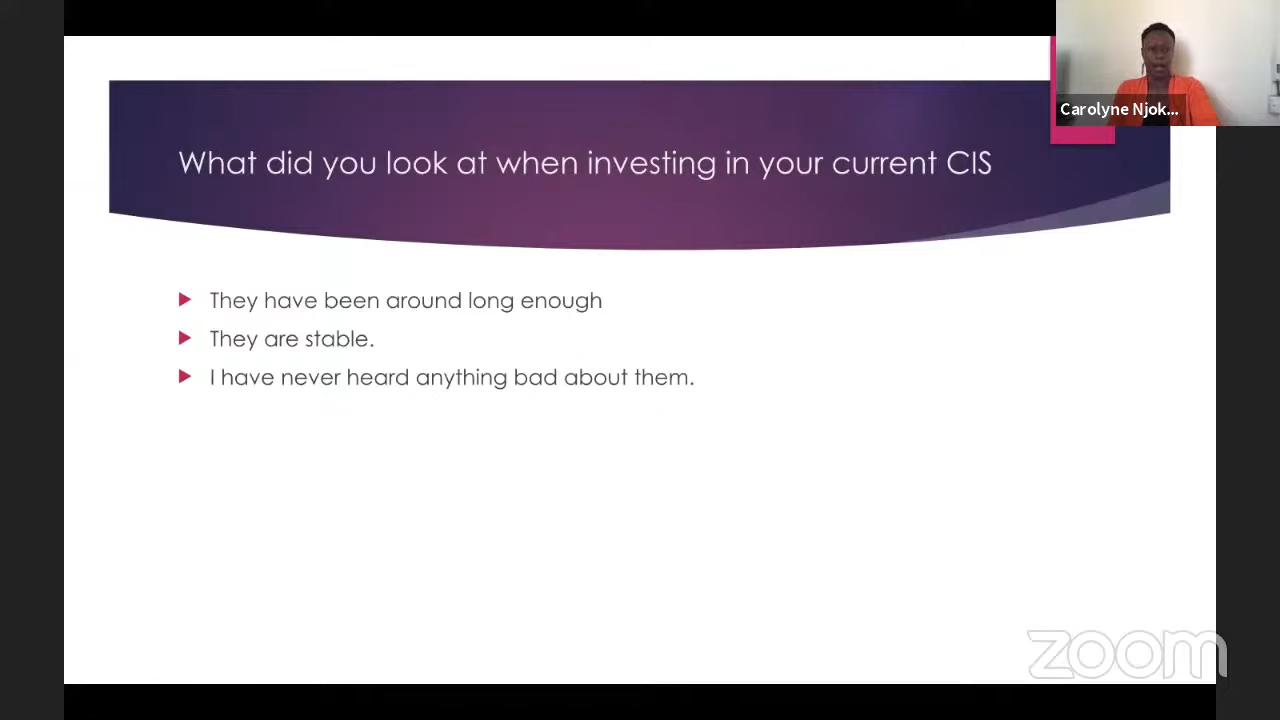 Carolyne Njok...
What did you look at when investing in your current CIS
They have been around long enough
They are stable.
I have never heard anything bad about them.
zoom